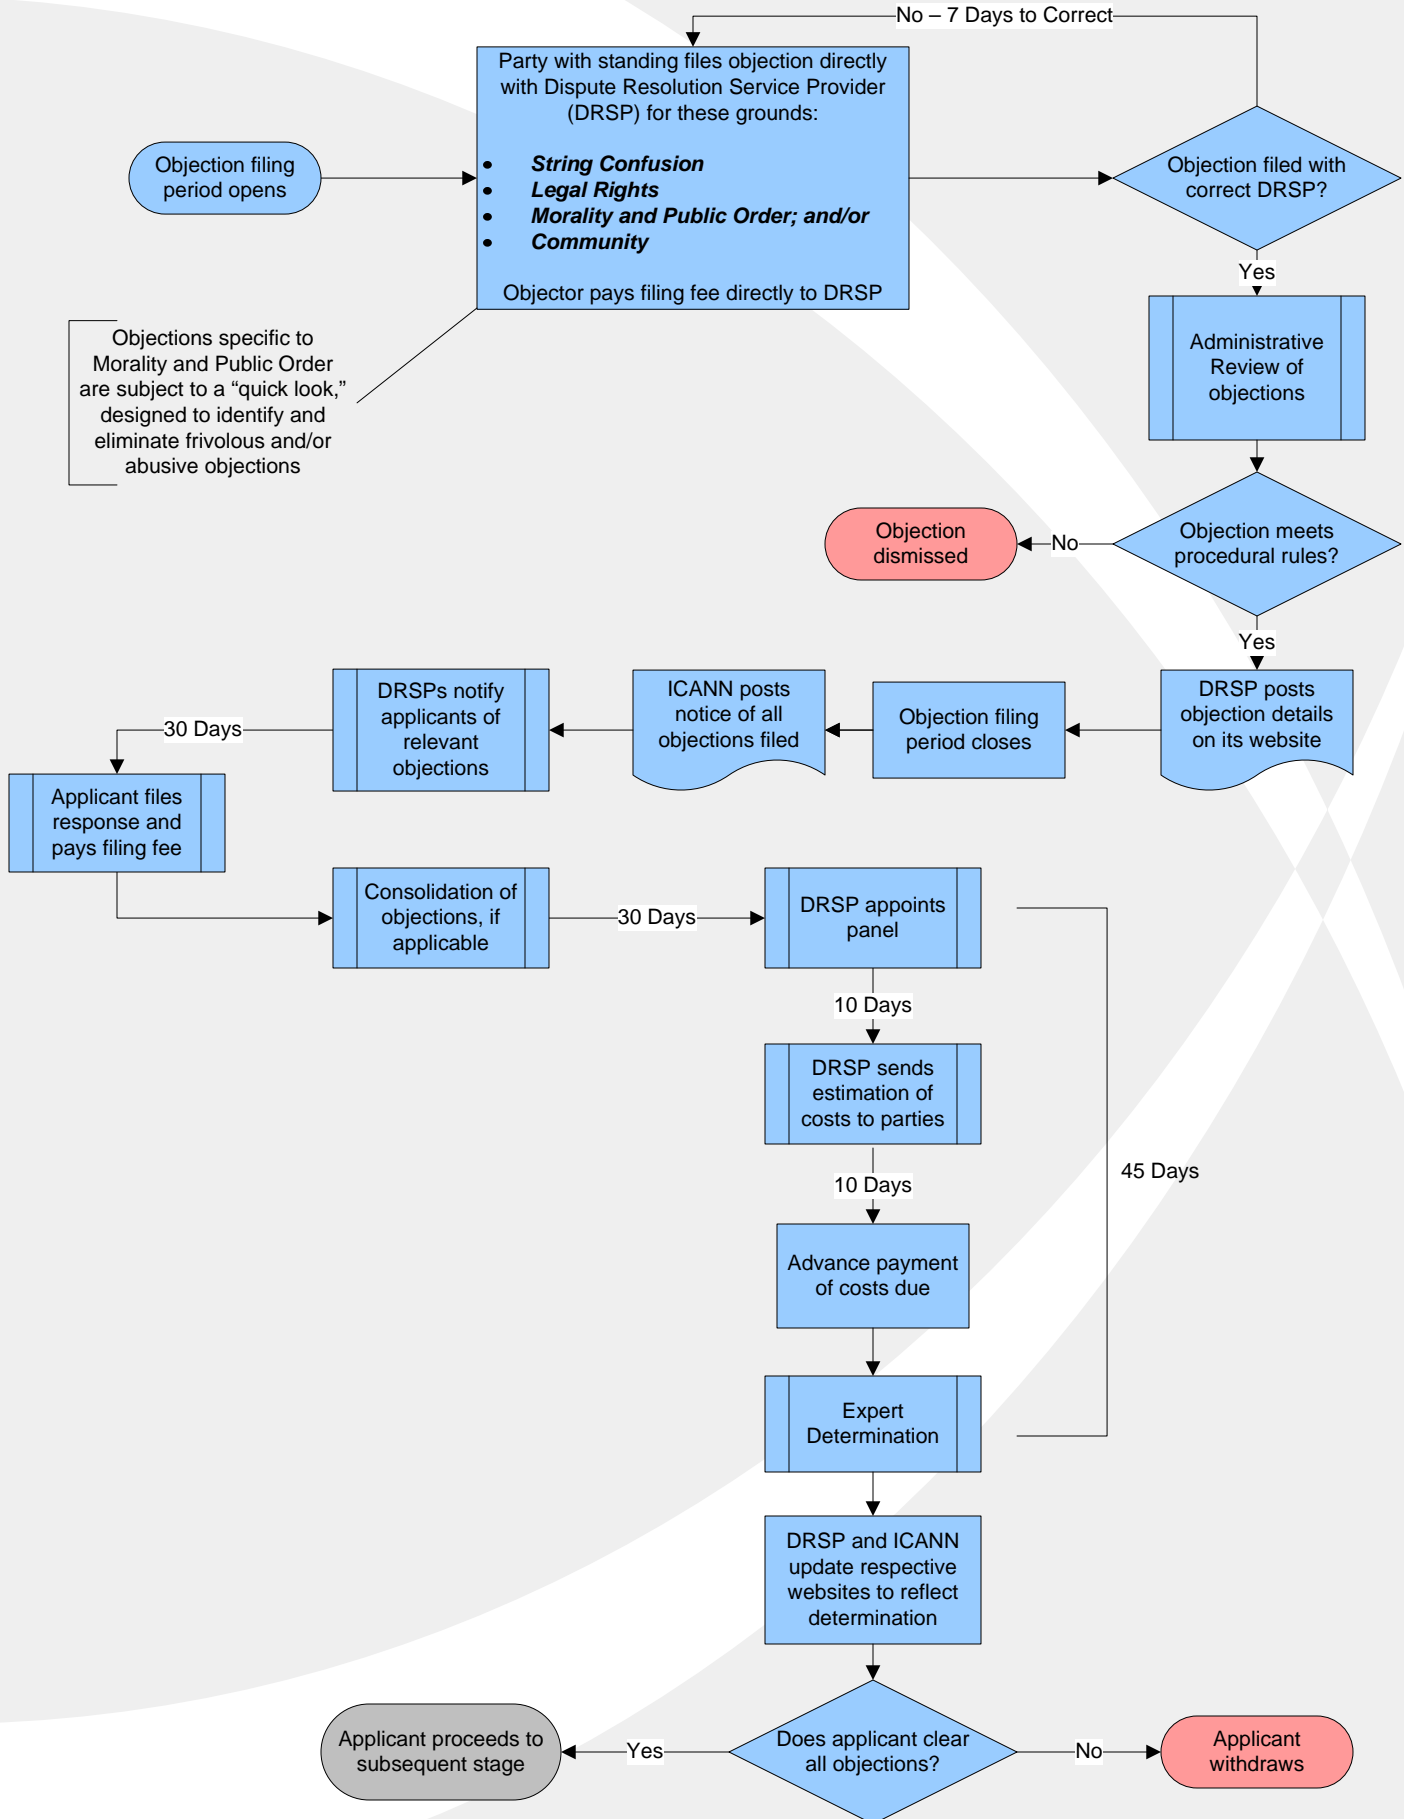 No – 7 Days to Correct
Party with standing files objection directly
with Dispute Resolution Service Provider
(DRSP) for these grounds:
• String Confusion
• Legal Rights
• Morality and Public Order; and/or
• Community
Objector pays filing fee directly to DRSP
Objection filing
period opens
Objection filed with
correct DRSP?
Yes
Objections specific to
Morality and Public Order
are subject to a “quick look,”
designed to identify and
eliminate frivolous and/or
abusive objections
Administrative
Review of
objections
Objection meets
procedural rules?
No
Objection
dismissed
Yes
DRSP posts
objection details
on its website
Objection filing
period closes
ICANN posts
notice of all
objections filed
DRSPs notify
applicants of
relevant
objections
30 Days
Applicant files
response and
pays filing fee
Consolidation of
objections, if
applicable
30 Days
DRSP appoints
panel
10 Days
DRSP sends
estimation of
costs to parties
10 Days
45 Days
Advance payment
of costs due
Expert
Determination
DRSP and ICANN
update respective
websites to reflect
determination
Does applicant clear
all objections?
Yes
Applicant proceeds to
subsequent stage
No
Applicant
withdraws